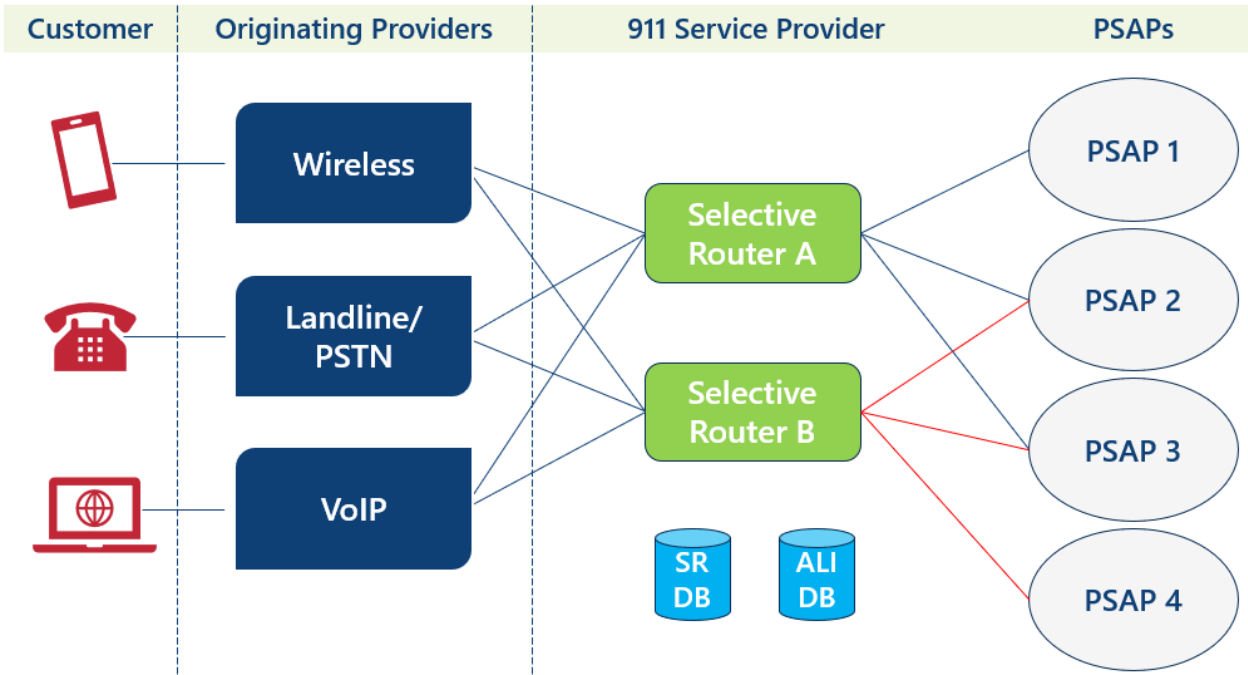 Customer
Originating Providers
911 Service Provider
PSAPs
Wireless
Landline/
PSTN
VoIP
Selective
Router A
Selective
Router B
SR
DB
ALI
DB
PSAP 1
PSAP 2
PSAP 3
PSAP 4